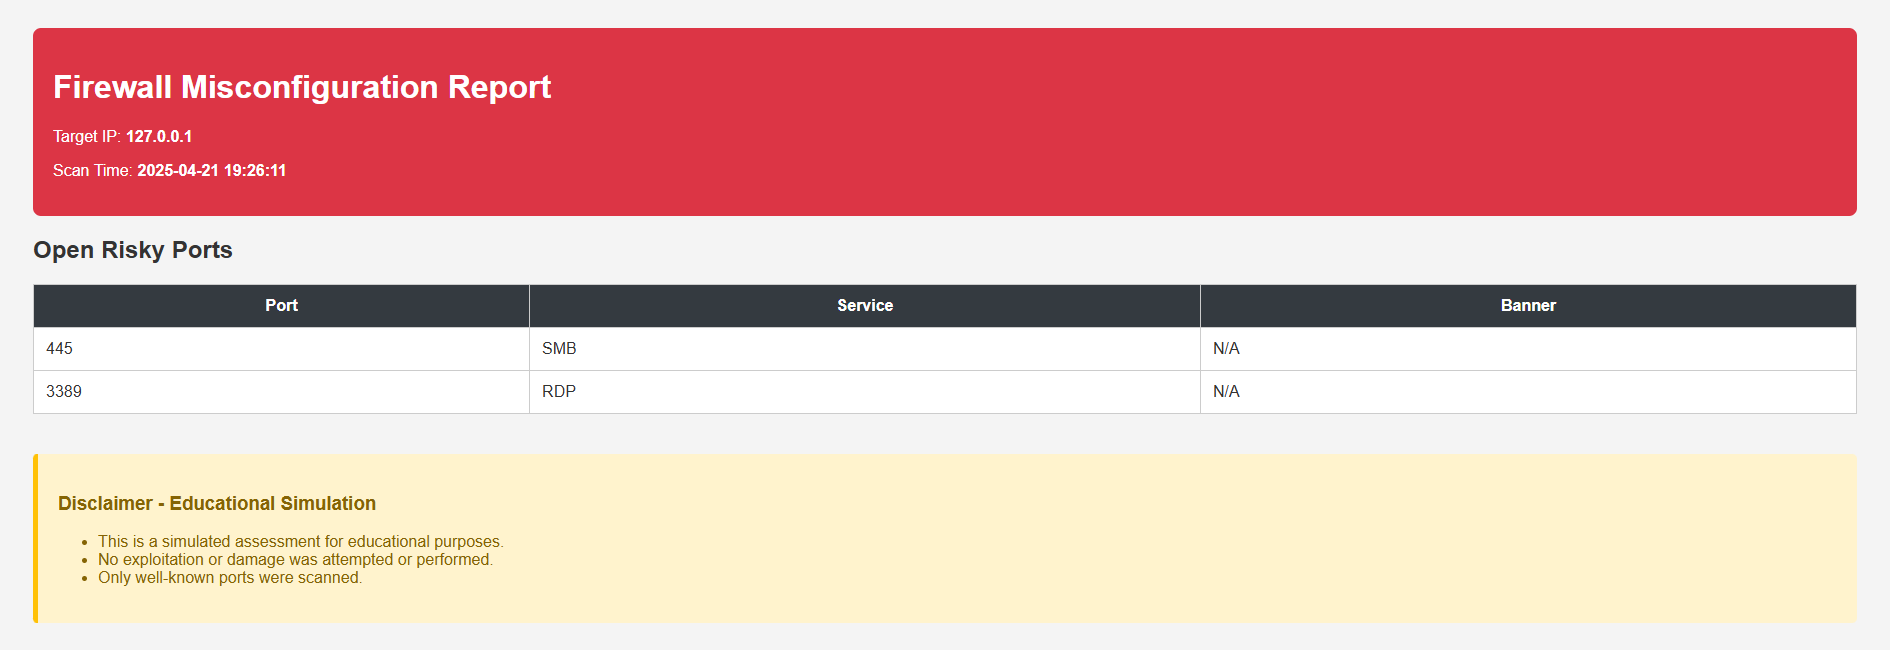 Firewall Misconfiguration Report
Target IP: 127.0.0.1
Scan Time: 2025-04-21 19:26:11
Open Risky Ports
Port Service Banner
445 SMB N/A
3389 RDP N/A
Disclaimer - Educational Simulation
• This is a simulated assessment for educational purposes.
• No exploitation or damage was attempted or performed.
• Only well-known ports were scanned.